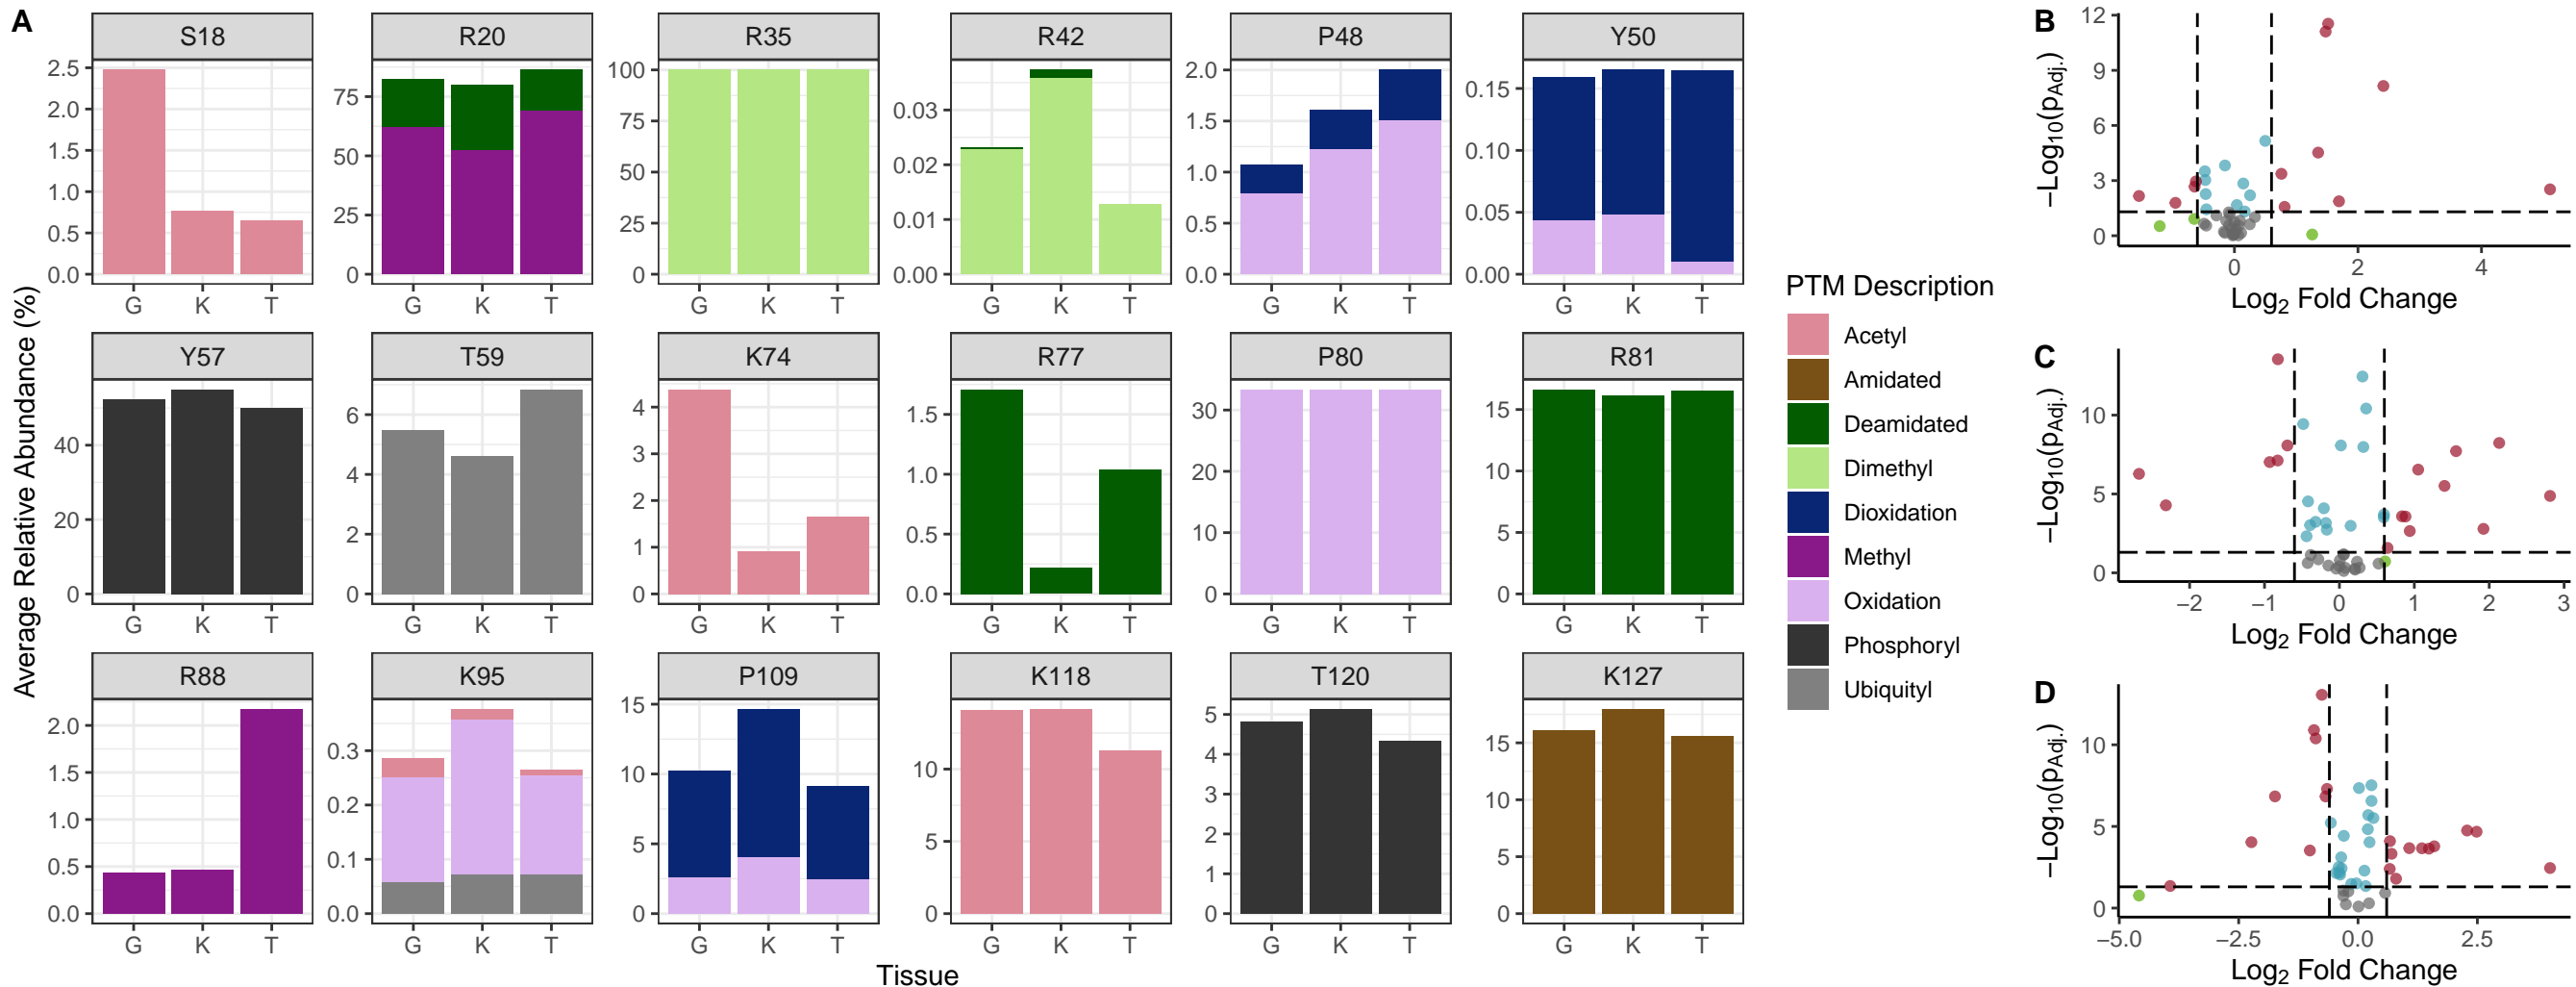 A
S18 R20 R35 R42 P48 Y50
2.5 2.0 1.5 1.0 0.5 0.0
75 50 25 0
100 75 50 25 0
0.03 0.02 0.01 0.00
2.0 1.5 1.0 0.5 0.0
0.15 0.10 0.05 0.00
G K T G K T G K T G K T G K T G K T
Y57 T59 K74 R77 P80 R81
40 20 0
6 4 2 0
4 3 2 1 0
1.5 1.0 0.5 0.0
30 20 10 0
15 10 5 0
G K T G K T G K T G K T G K T G K T
R88 K95 P109 K118 T120 K127
2.0 1.5 1.0 0.5 0.0
0.3 0.2 0.1 0.0
15 10 5 0
10 5 0
5 4 3 2 1 0
15 10 5 0
G K T G K T G K T G K T G K T G K T
Average Relative Abundance (%)
Tissue
PTM Description
Acetyl
Amidated
Deamidated
Dimethyl
Dioxidation
Methyl
Oxidation
Phosphoryl
Ubiquityl
B
12 9 6 3 0
−Log10(pAdj.)
0 2 4
Log2 Fold Change
C
10 5 0
−Log10(pAdj.)
−2 −1 0 1 2 3
Log2 Fold Change
D
10 5 0
−Log10(pAdj.)
−5.0 −2.5 0.0 2.5
Log2 Fold Change